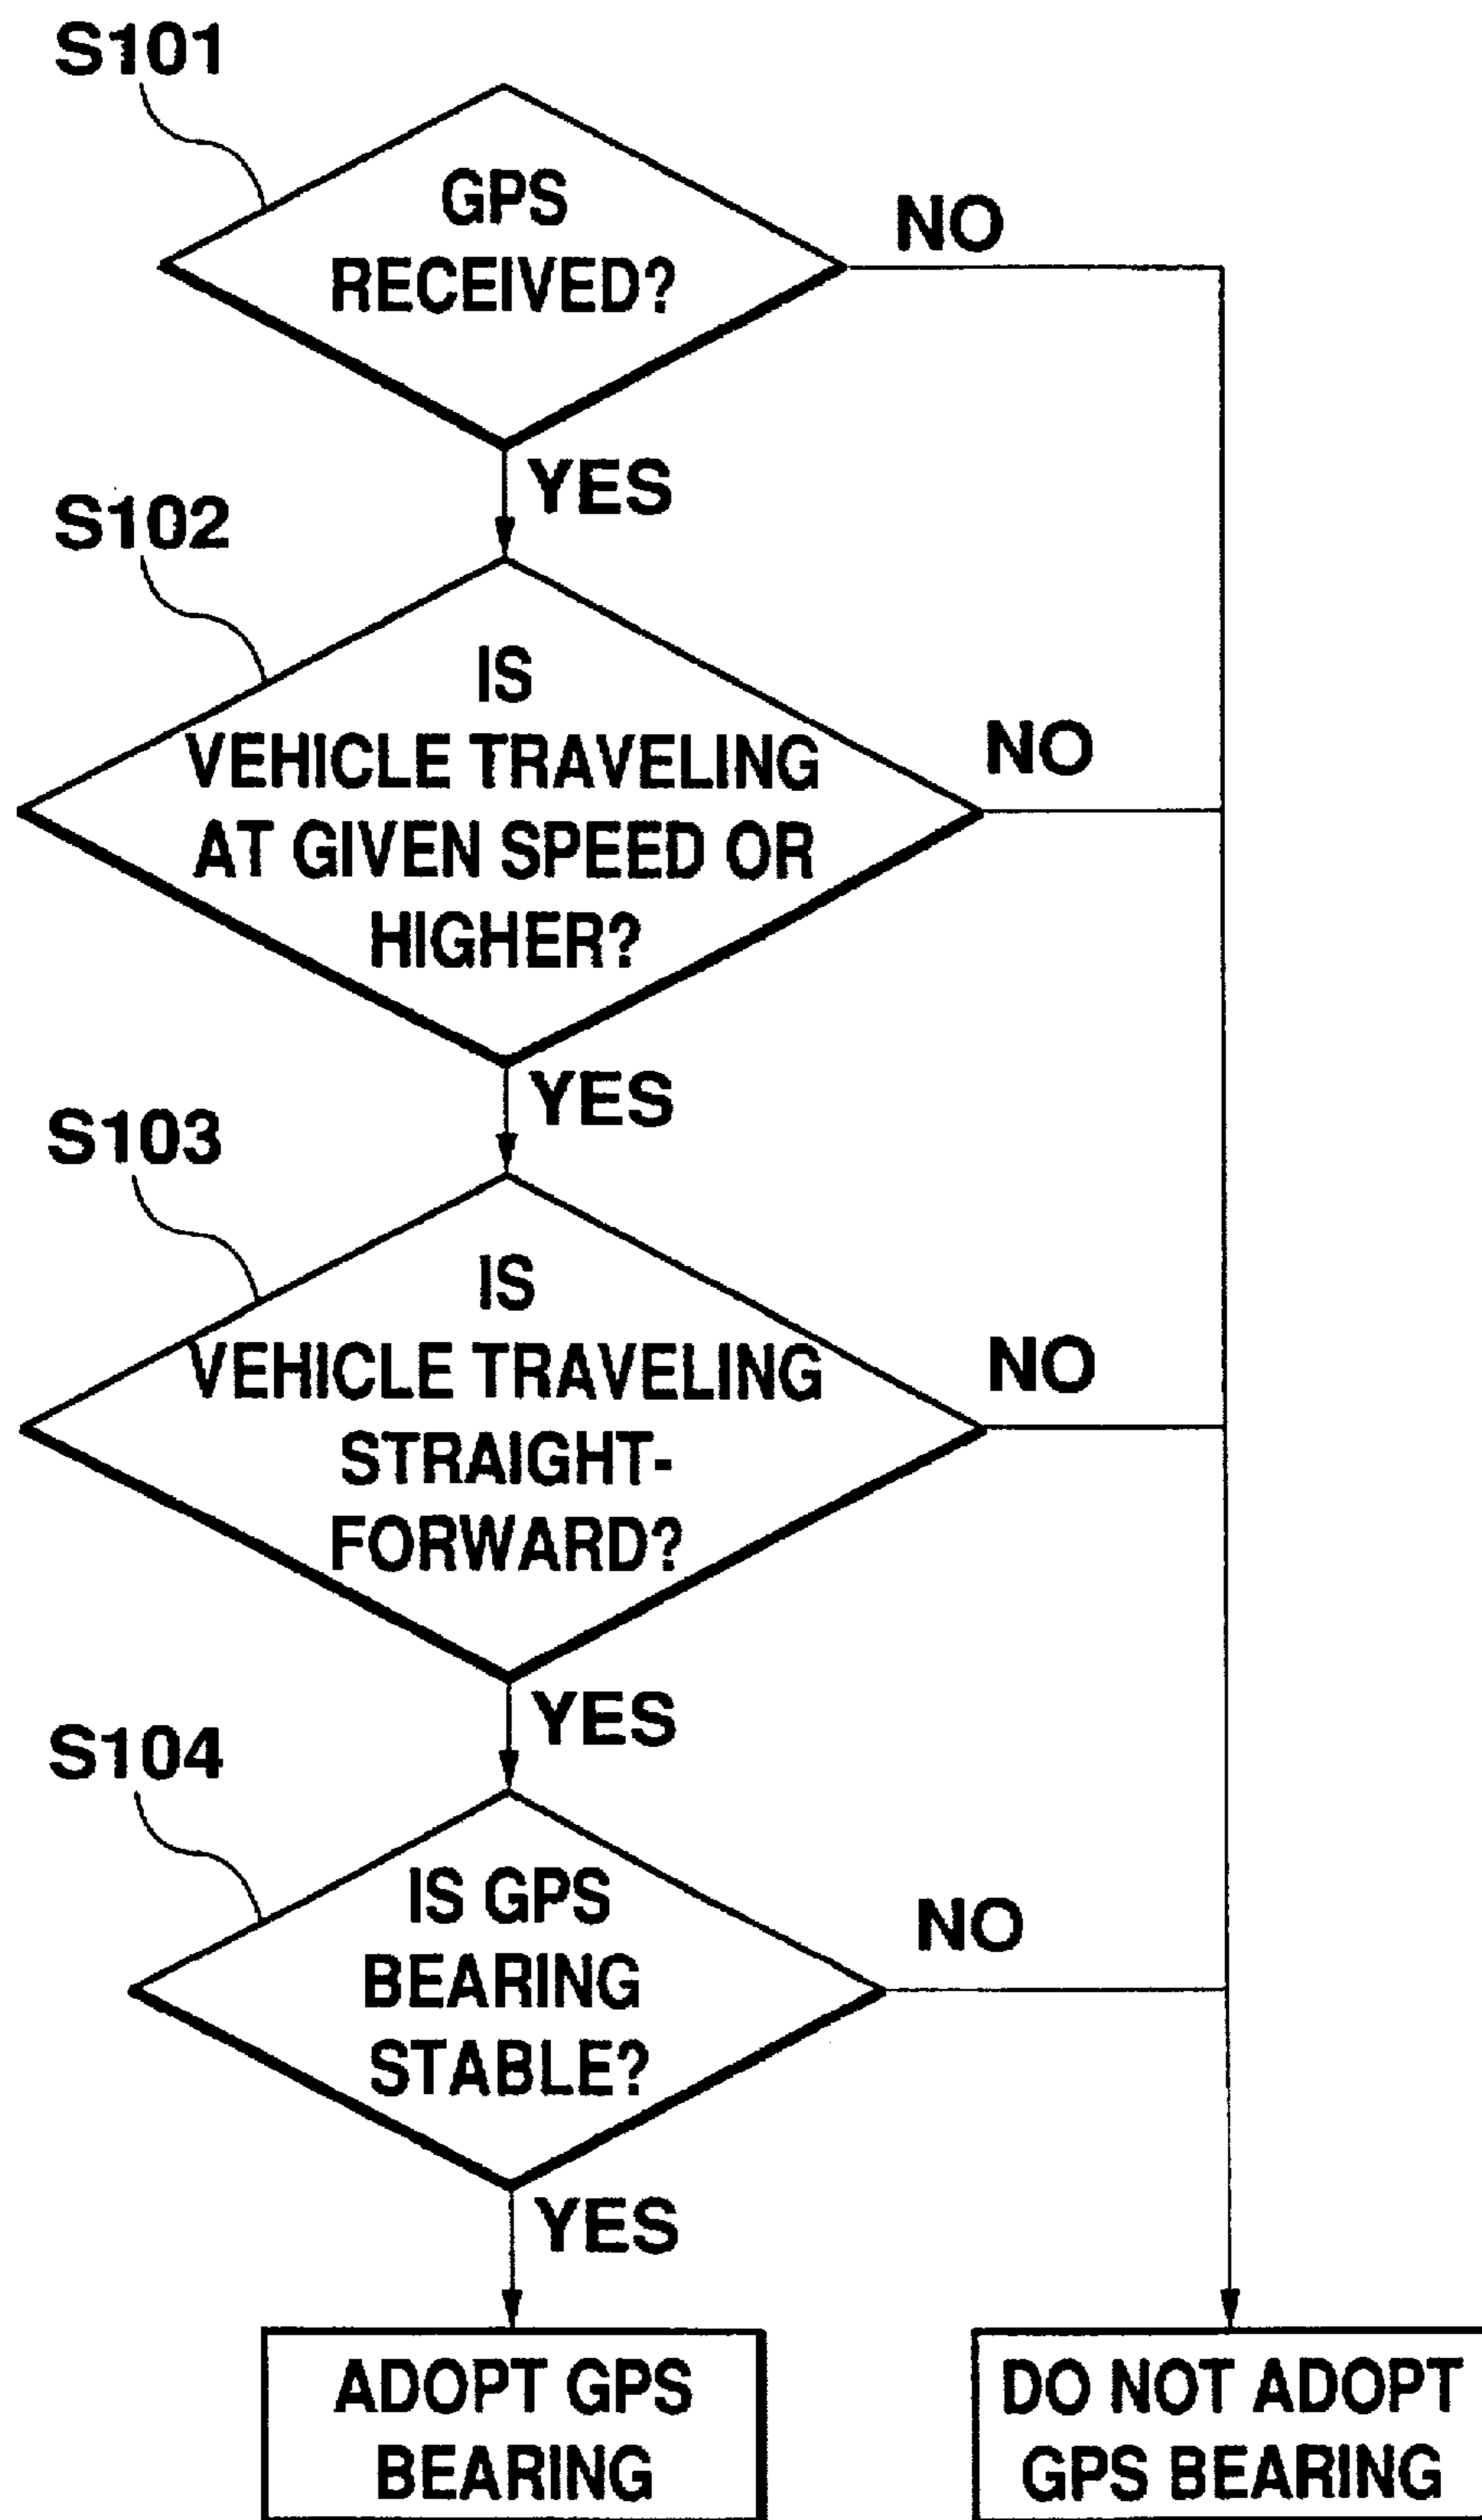 S101
GPS
RECEIVED?
NO
YES
S102
IS
VEHICLE TRAVELING
AT GIVEN SPEED OR
HIGHER?
NO
YES
S103
IS
VEHICLE TRAVELING
STRAIGHT-
FORWARD?
NO
YES
S104
IS GPS
BEARING
STABLE?
NO
YES
ADOPT GPS
BEARING
DO NOT ADOPT
GPS BEARING